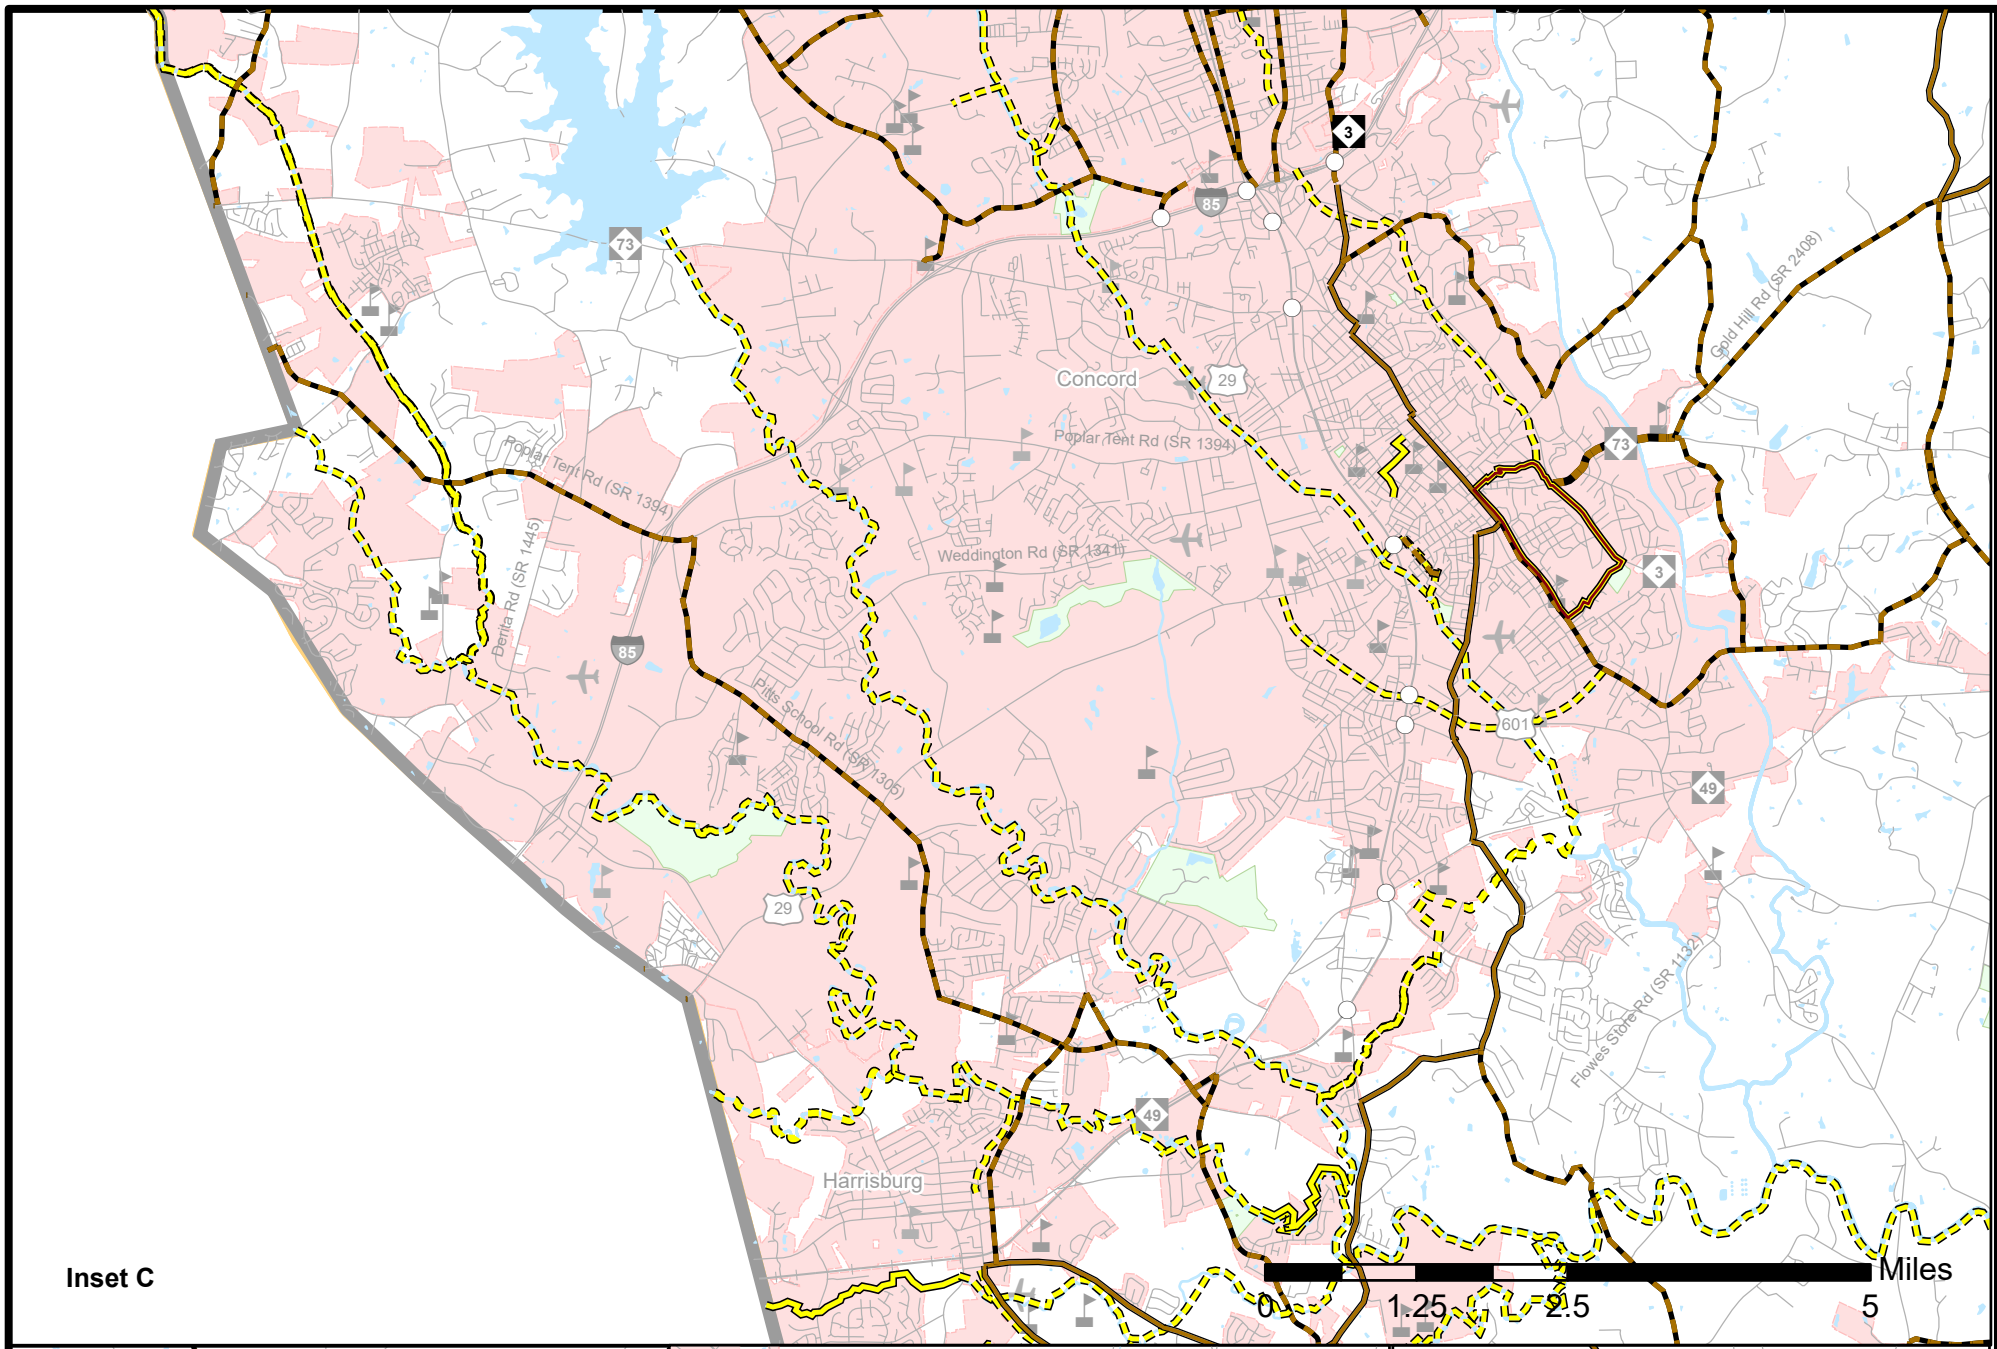 3
85
73
Gold Hill Rd (SR 2408)
Concord
29
Poplar Tent Rd (SR 1394)
73
Poplar Tent Rd (SR 1394)
Derita Rd (SR 1445)
Weddington Rd (SR 1341)
3
85
Pitts School Rd (SR 1305)
601
49
29
Flowes Store Rd (SR 1132)
49
Harrisburg
Inset C
Miles
0 1.25 2.5 5